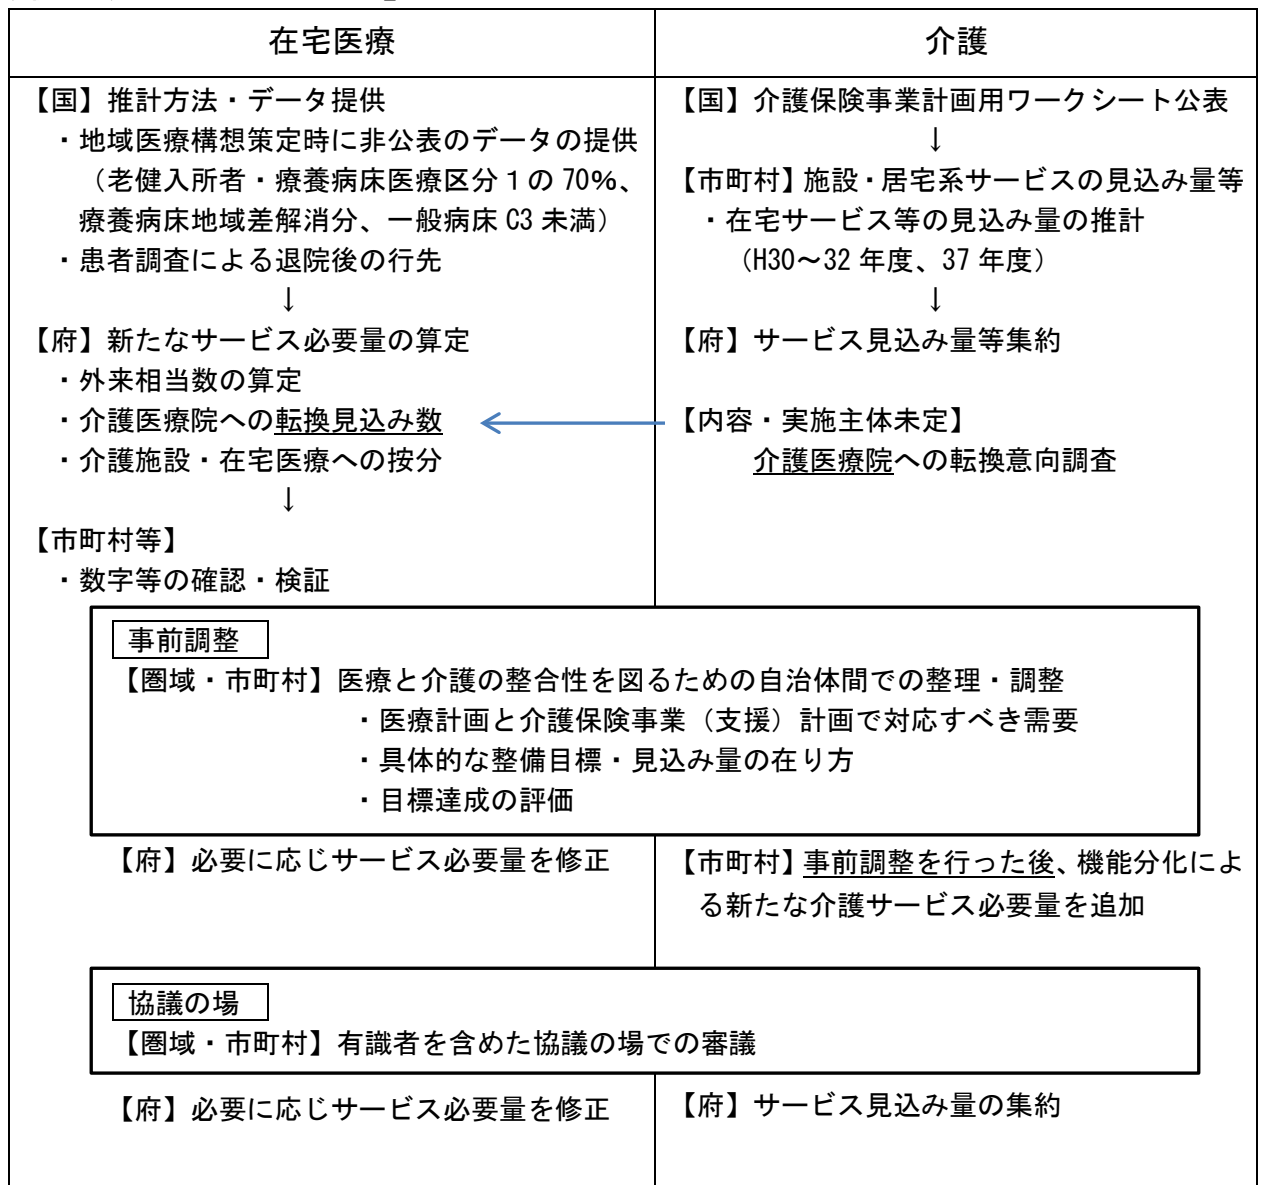 在宅医療
【国】推計方法・データ提供
・地域医療構想策定時に非公表のデータの提供
（老健入所者・療養病床医療区分１の70％、
療養病床地域差解消分、一般病床C3未満）
・患者調査による退院後の行先
↓
【府】新たなサービス必要量の算定
・外来相当数の算定
・介護医療院への転換見込み数
・介護施設・在宅医療への按分
↓
【市町村等】
・数字等の確認・検証
介護
【国】介護保険事業計画用ワークシート公表
↓
【市町村】施設・居宅系サービスの見込み量等
・在宅サービス等の見込み量の推計
（H30～32年度、37年度）
↓
【府】サービス見込み量等集約
【内容・実施主体未定】
介護医療院への転換意向調査
事前調整
【圏域・市町村】医療と介護の整合性を図るための自治体間での整理・調整
・医療計画と介護保険事業（支援）計画で対応すべき需要
・具体的な整備目標・見込み量の在り方
・目標達成の評価
【府】必要に応じサービス必要量を修正
【市町村】事前調整を行った後、機能分化によ
る新たな介護サービス必要量を追加
協議の場
【圏域・市町村】有識者を含めた協議の場での審議
【府】必要に応じサービス必要量を修正
【府】サービス見込み量の集約